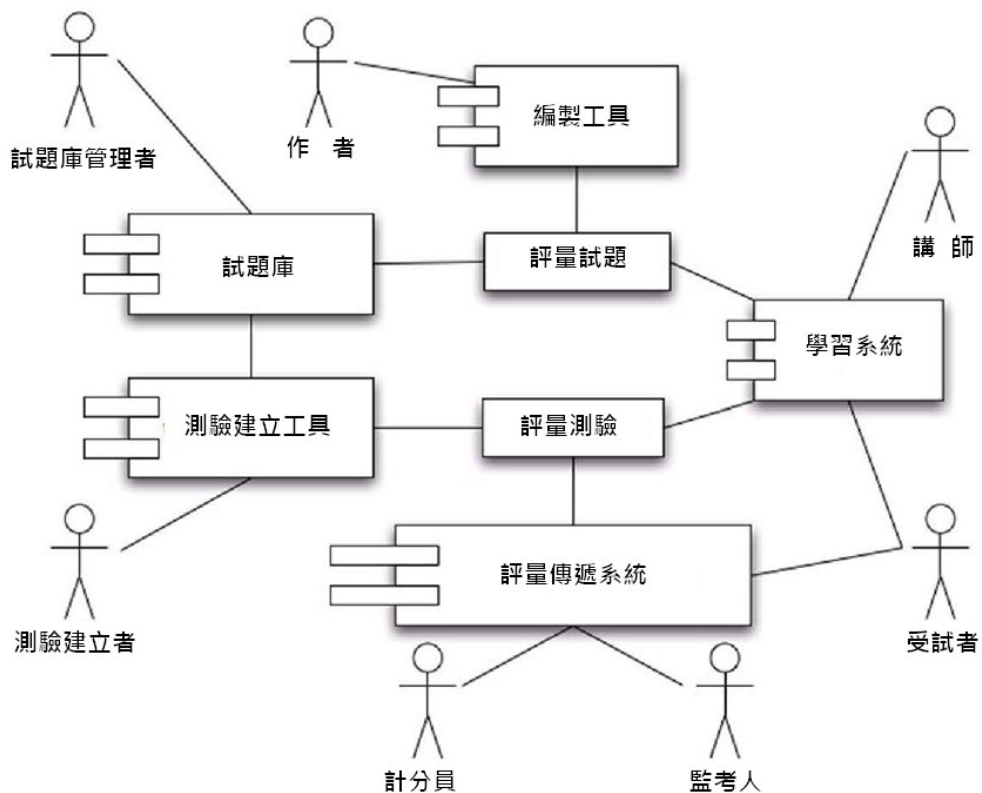 編製工具
作 者
試題庫管理者
講 師
試題庫
評量試題
學習系統
測驗建立工具
評量測驗
評量傳遞系統
測驗建立者
受試者
計分員
監考人